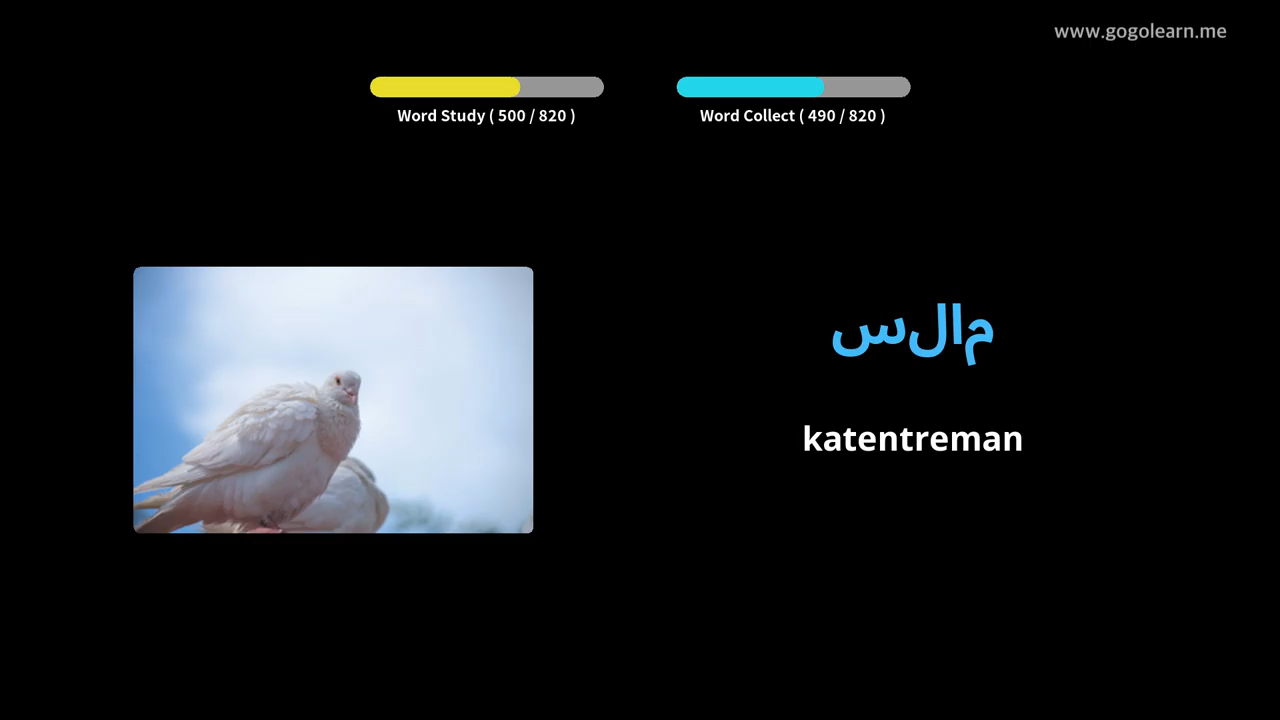 www.gogolearn.me
Word Study ( 500 / 820 )
Word Collect ( 490 / 820 )
سلام
katentreman